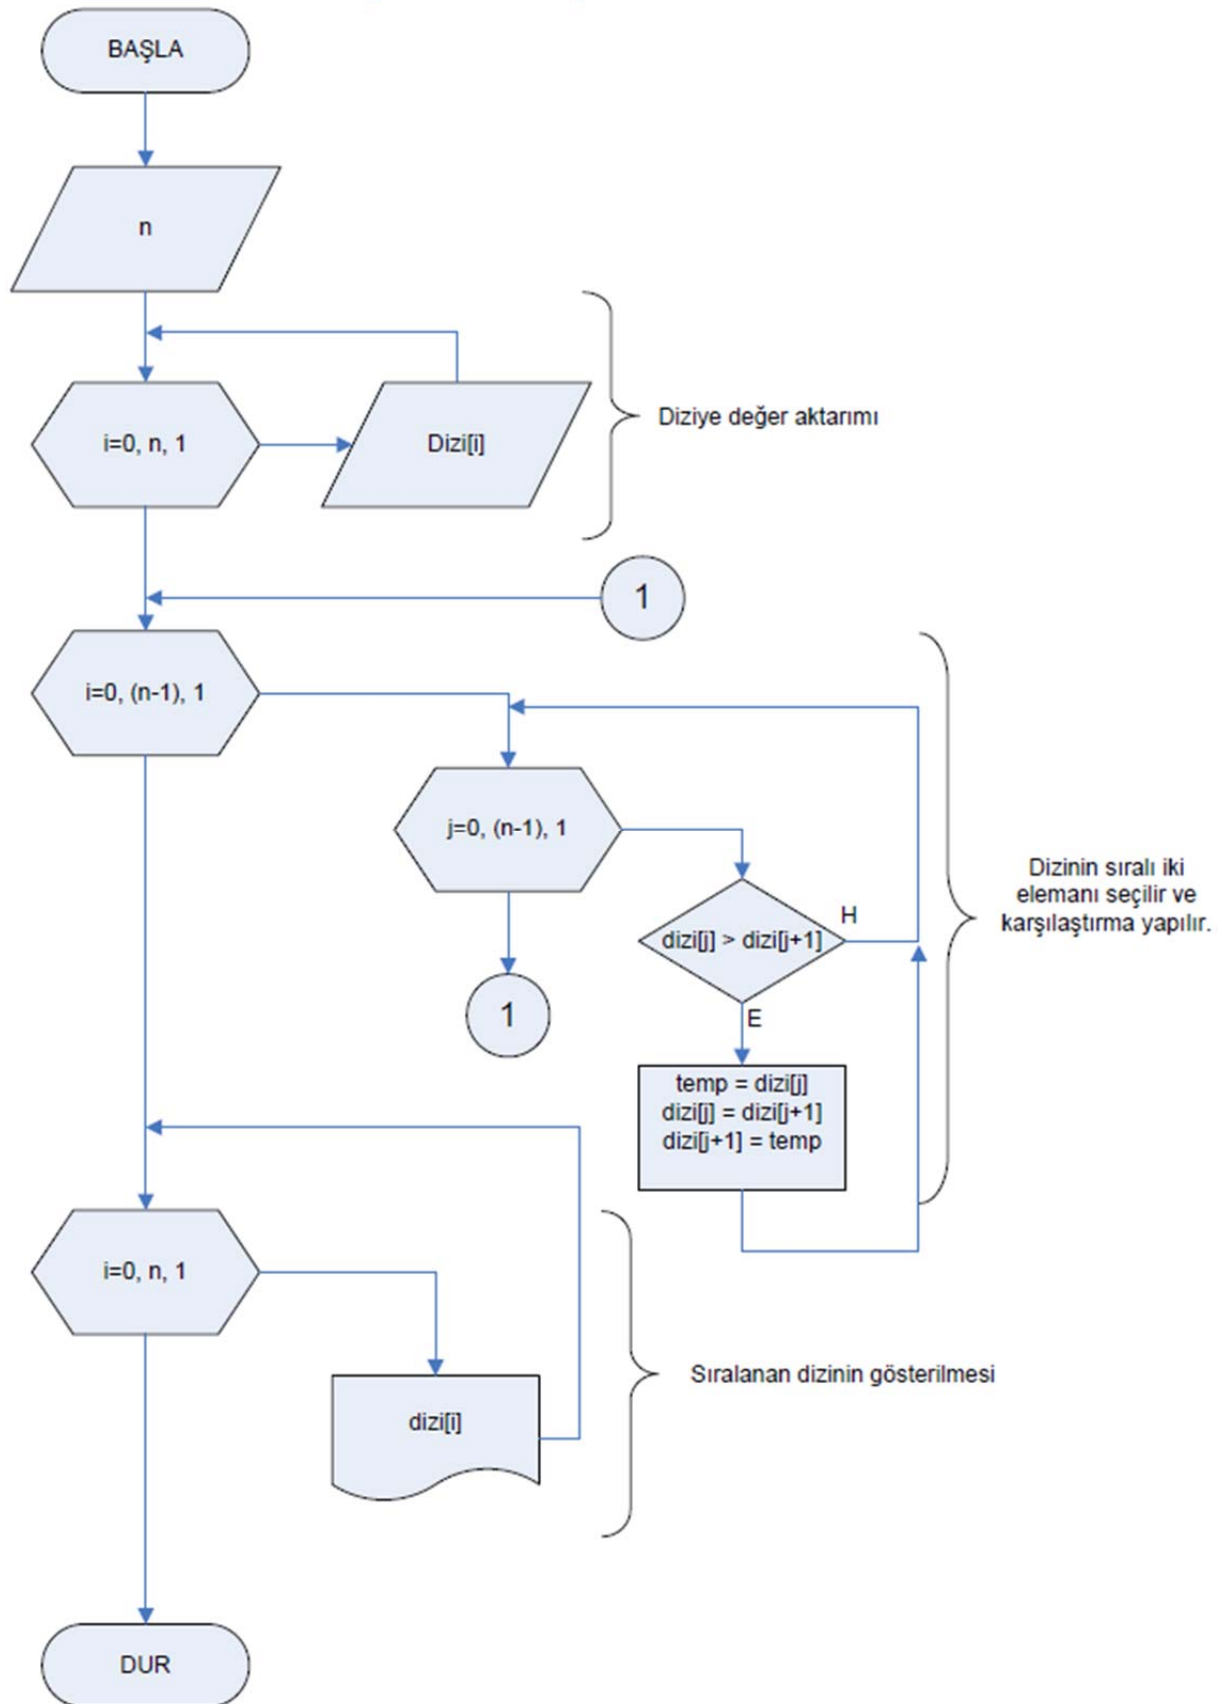 BAŞLA
n
i=0, n, 1
Dizi[i]
Diziye değer aktarımı
1
i=0, (n-1), 1
j=0, (n-1), 1
dizi[j] > dizi[j+1]
H
E
1
temp = dizi[j]
dizi[j] = dizi[j+1]
dizi[j+1] = temp
Dizinin sıralı iki
elemanı seçilir ve
karşılaştırma yapılır.
i=0, n, 1
dizi[i]
Sıralanan dizinin gösterilmesi
DUR